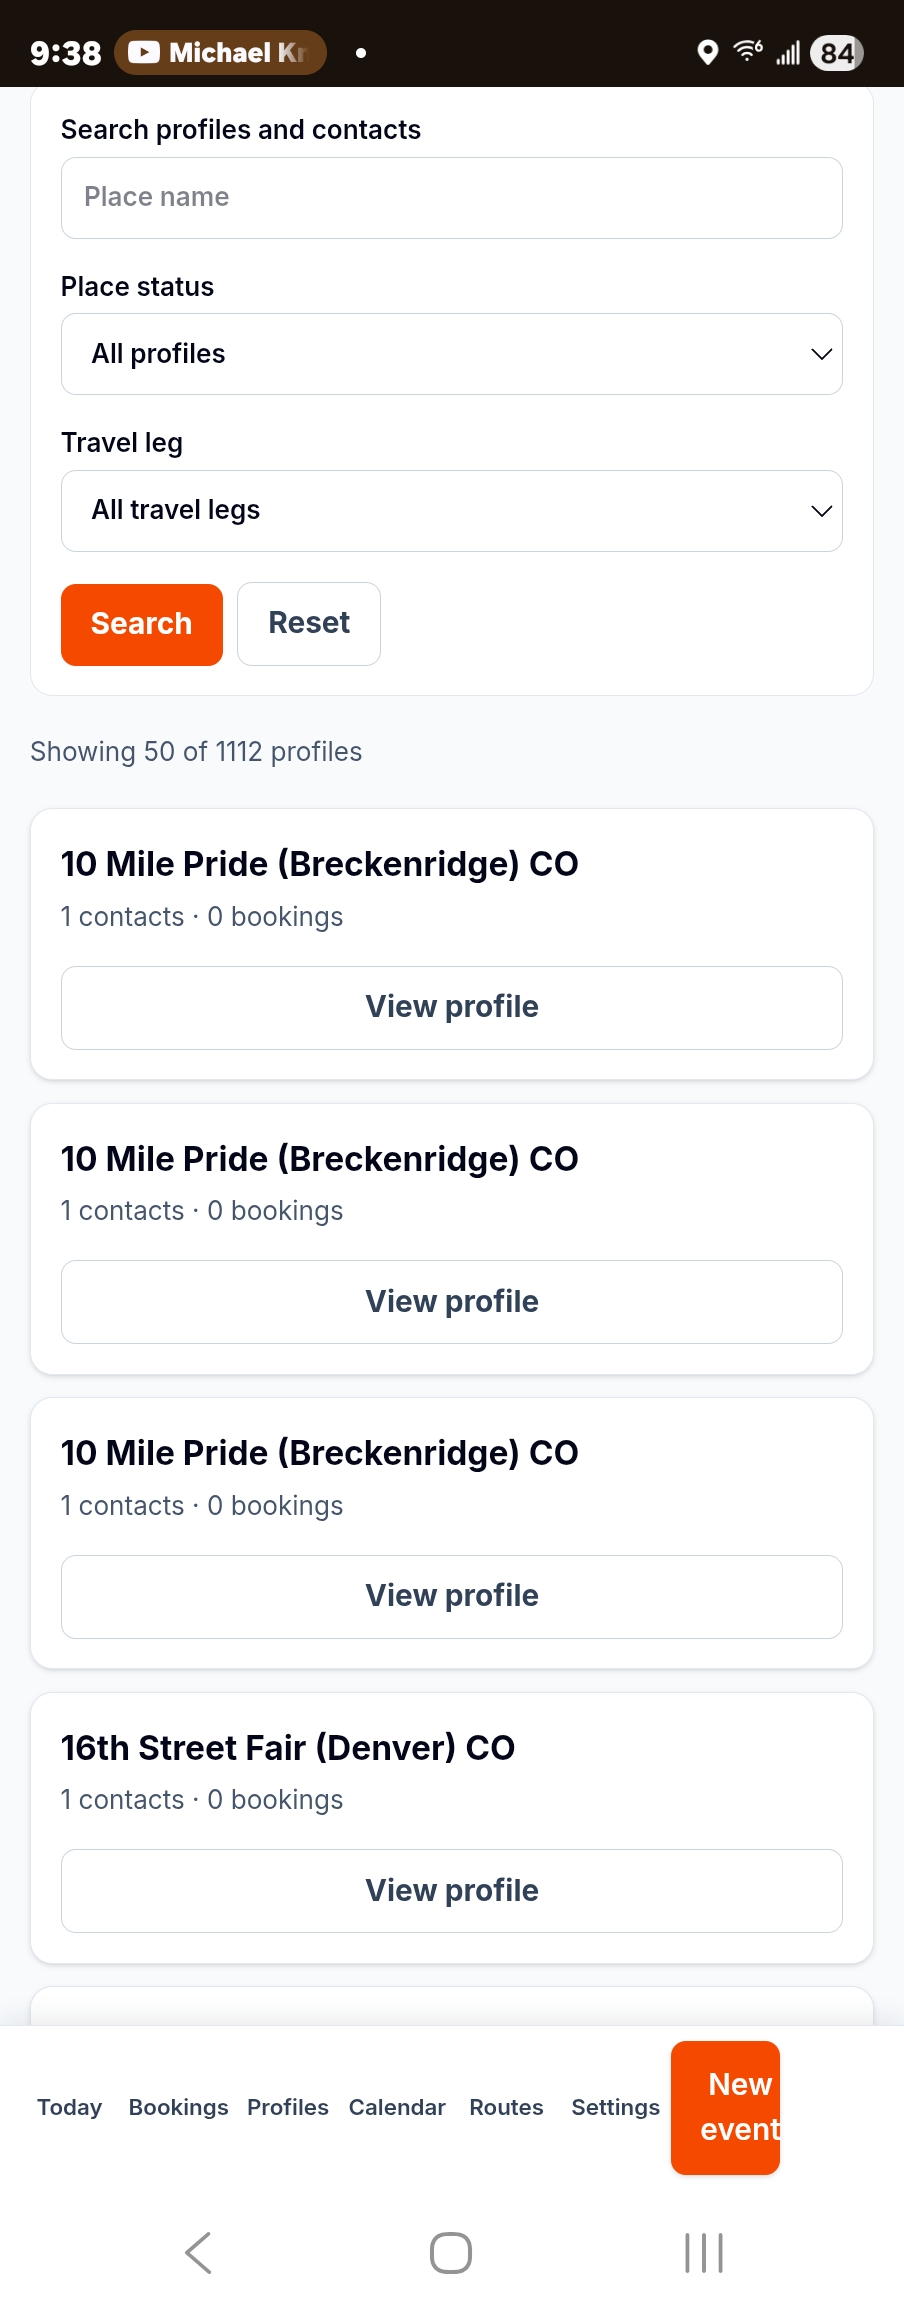 9:38 Michael Kr 84
Search profiles and contacts
Place name
Place status
All profiles
Travel leg
All travel legs
Search Reset
Showing 50 of 1112 profiles
10 Mile Pride (Breckenridge) CO
1 contacts · 0 bookings
View profile
10 Mile Pride (Breckenridge) CO
1 contacts · 0 bookings
View profile
10 Mile Pride (Breckenridge) CO
1 contacts · 0 bookings
View profile
16th Street Fair (Denver) CO
1 contacts · 0 bookings
View profile
Today Bookings Profiles Calendar Routes Settings New
event